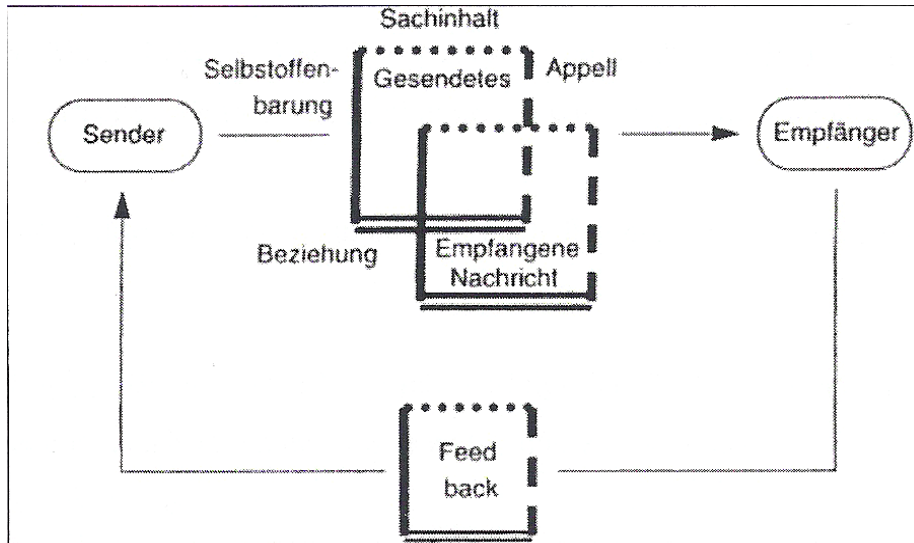 Sachinhalt
Selbstoffen-
barung
Gesendetes
Appell
Sender
Empfänger
Beziehung
Empfangene
Nachricht
Feed
back